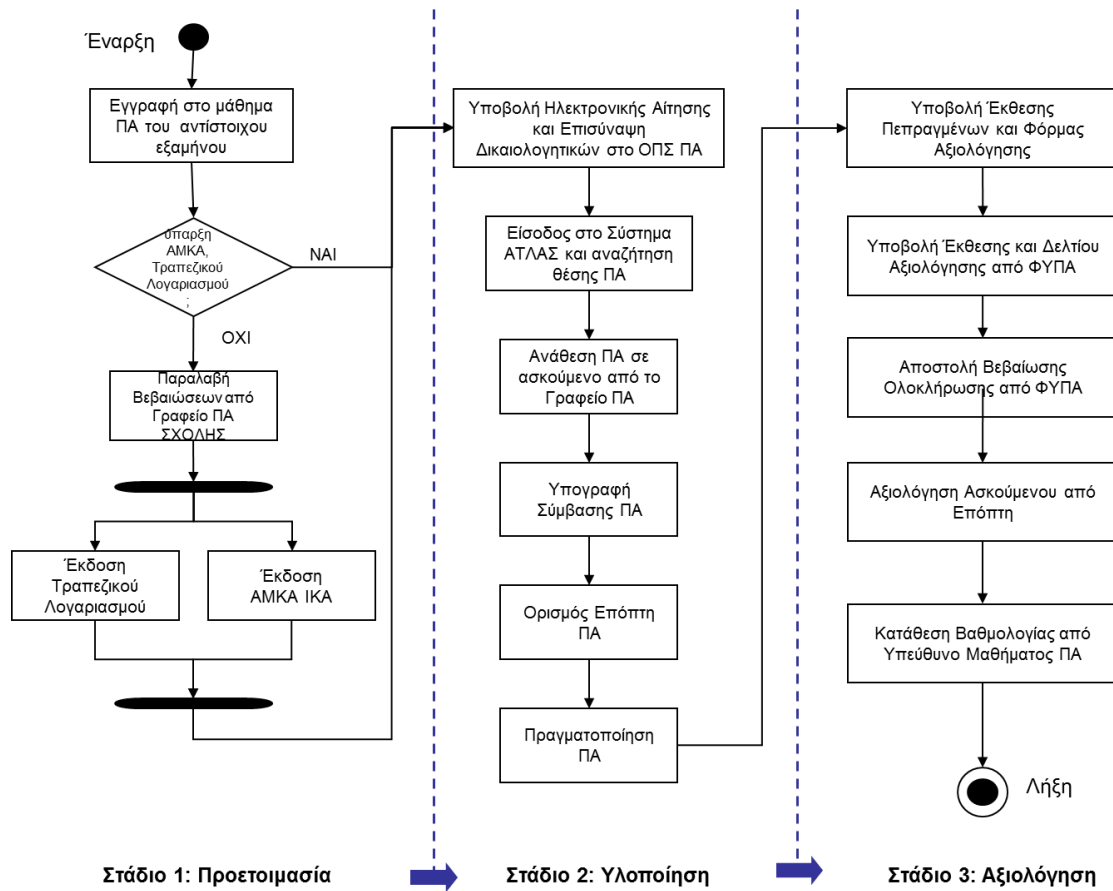 Έναρξη
Εγγραφή στο μάθημα
ΠΑ του αντίστοιχου
εξαμήνου
ύπαρξη
ΑΜΚΑ,
Τραπεζικού
Λογαριασμού
;
ΝΑΙ
ΟΧΙ
Παραλαβή
Βεβαιώσεων από
Γραφείο ΠΑ
ΣΧΟΛΗΣ
Έκδοση
Τραπεζικού
Λογαριασμού
Έκδοση
ΑΜΚΑ ΙΚΑ
Υποβολή Ηλεκτρονικής Αίτησης
και Επισύναψη
Δικαιολογητικών στο ΟΠΣ ΠΑ
Είσοδος στο Σύστημα
ΑΤΛΑΣ και αναζήτηση
θέσης ΠΑ
Ανάθεση ΠΑ σε
ασκούμενο από το
Γραφείο ΠΑ
Υπογραφή
Σύμβασης ΠΑ
Ορισμός Επόπτη
ΠΑ
Πραγματοποίηση
ΠΑ
Υποβολή Έκθεσης
Πεπραγμένων και Φόρμας
Αξιολόγησης
Υποβολή Έκθεσης και Δελτίου
Αξιολόγησης από ΦΥΠΑ
Αποστολή Βεβαίωσης
Ολοκλήρωσης από ΦΥΠΑ
Αξιολόγηση Ασκούμενου από
Επόπτη
Κατάθεση Βαθμολογίας από
Υπεύθυνο Μαθήματος ΠΑ
Λήξη
Στάδιο 1: Προετοιμασία
Στάδιο 2: Υλοποίηση
Στάδιο 3: Αξιολόγηση